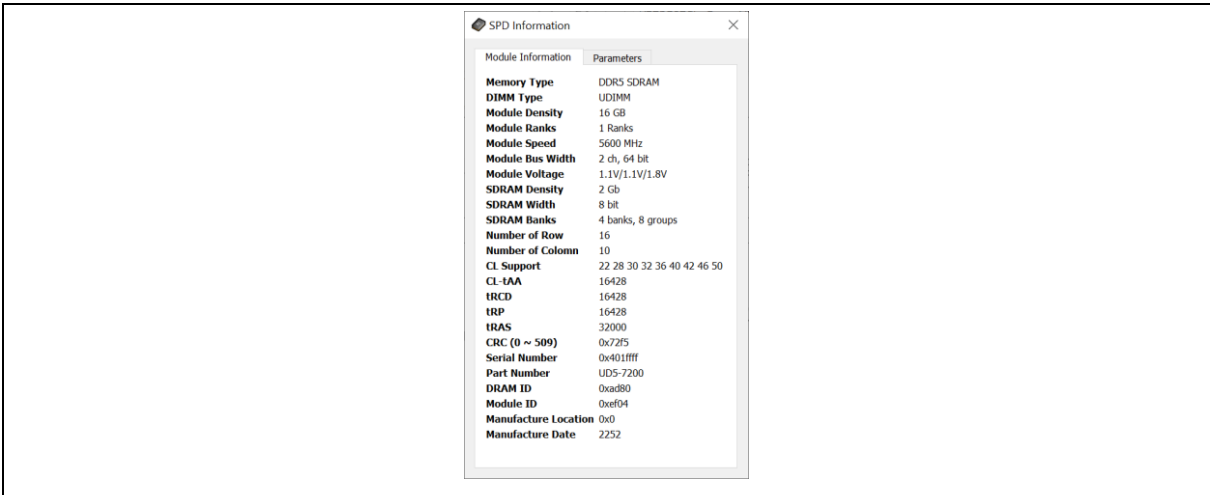 SPD Information
Module Information Parameters
Memory Type DDR5 SDRAM
DIMM Type UDIMM
Module Density 16 GB
Module Ranks 1 Ranks
Module Speed 5600 MHz
Module Bus Width 2 ch, 64 bit
Module Voltage 1.1V/1.1V/1.8V
SDRAM Density 2 Gb
SDRAM Width 8 bit
SDRAM Banks 4 banks, 8 groups
Number of Row 16
Number of Colomn 10
CL Support 22 28 30 32 36 40 42 46 50
CL-tAA 16428
tRCD 16428
tRP 16428
tRAS 32000
CRC (0 ~ 509) 0x72f5
Serial Number 0x401ffff
Part Number UD5-7200
DRAM ID 0xad80
Module ID 0xef04
Manufacture Location 0x0
Manufacture Date 2252